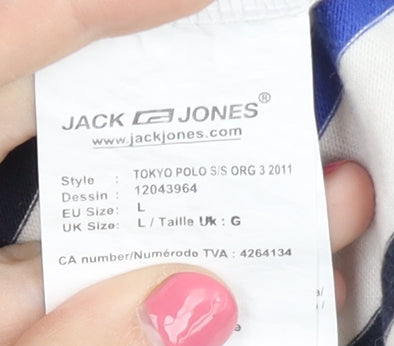 JACK JONES®
www.jackjones.com
Style : TOKYO POLO S/S ORG 3 2011
Dessin : 12043964
EU Size: L
UK Size: L / Taille Uk : G
CA number/Numérode TVA : 4264134